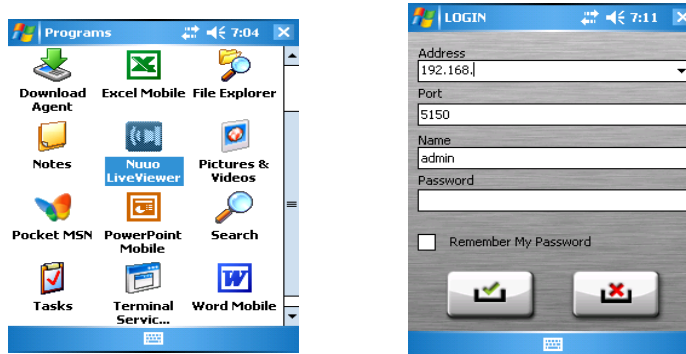 Programs 7:04
Download Agent
Excel Mobile
File Explorer
Notes
Nuuo LiveViewer
Pictures & Videos
Pocket MSN
PowerPoint Mobile
Search
Tasks
Terminal Servic...
Word Mobile
LOGIN 7:11
Address
192.168.
Port
5150
Name
admin
Password
Remember My Password